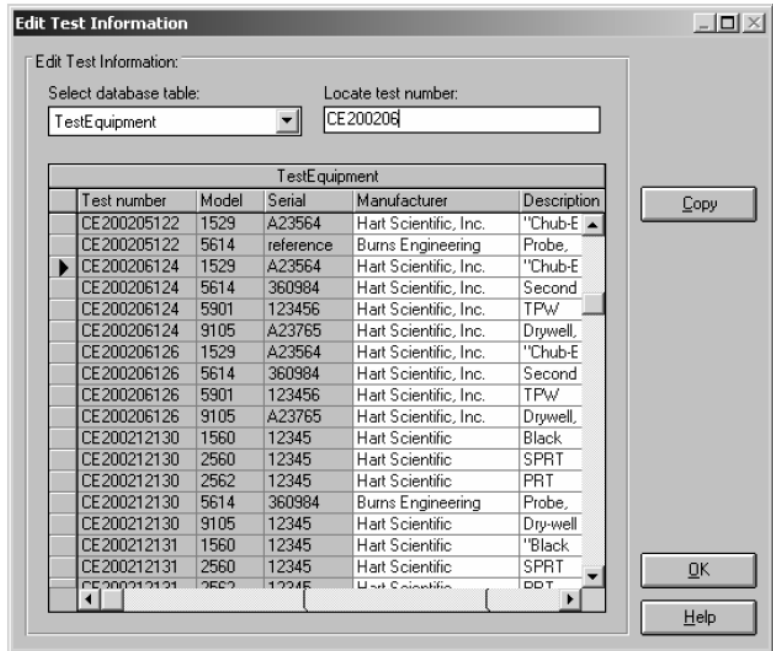 Edit Test Information
Edit Test Information:
Select database table: Locate test number:
TestEquipment CE200206
TestEquipment
Test number Model Serial Manufacturer Description
CE200205122 1529 A23564 Hart Scientific, Inc. "Chub-E
CE200205122 5614 reference Burns Engineering Probe,
CE200206124 1529 A23564 Hart Scientific, Inc. "Chub-E
CE200206124 5614 360984 Hart Scientific, Inc. Second
CE200206124 5901 123456 Hart Scientific, Inc. TPW
CE200206124 9105 A23765 Hart Scientific, Inc. Drywell,
CE200206126 1529 A23564 Hart Scientific, Inc. "Chub-E
CE200206126 5614 360984 Hart Scientific, Inc. Second
CE200206126 5901 123456 Hart Scientific, Inc. TPW
CE200206126 9105 A23765 Hart Scientific, Inc. Drywell,
CE200212130 1560 12345 Hart Scientific Black
CE200212130 2560 12345 Hart Scientific SPRT
CE200212130 2562 12345 Hart Scientific PRT
CE200212130 5614 360984 Burns Engineering Probe,
CE200212130 9105 12345 Hart Scientific Dry-well
CE200212131 1560 12345 Hart Scientific "Black
CE200212131 2560 12345 Hart Scientific SPRT
CE200212131 2562 12345 Hart Scientific PRT
Copy
OK
Help